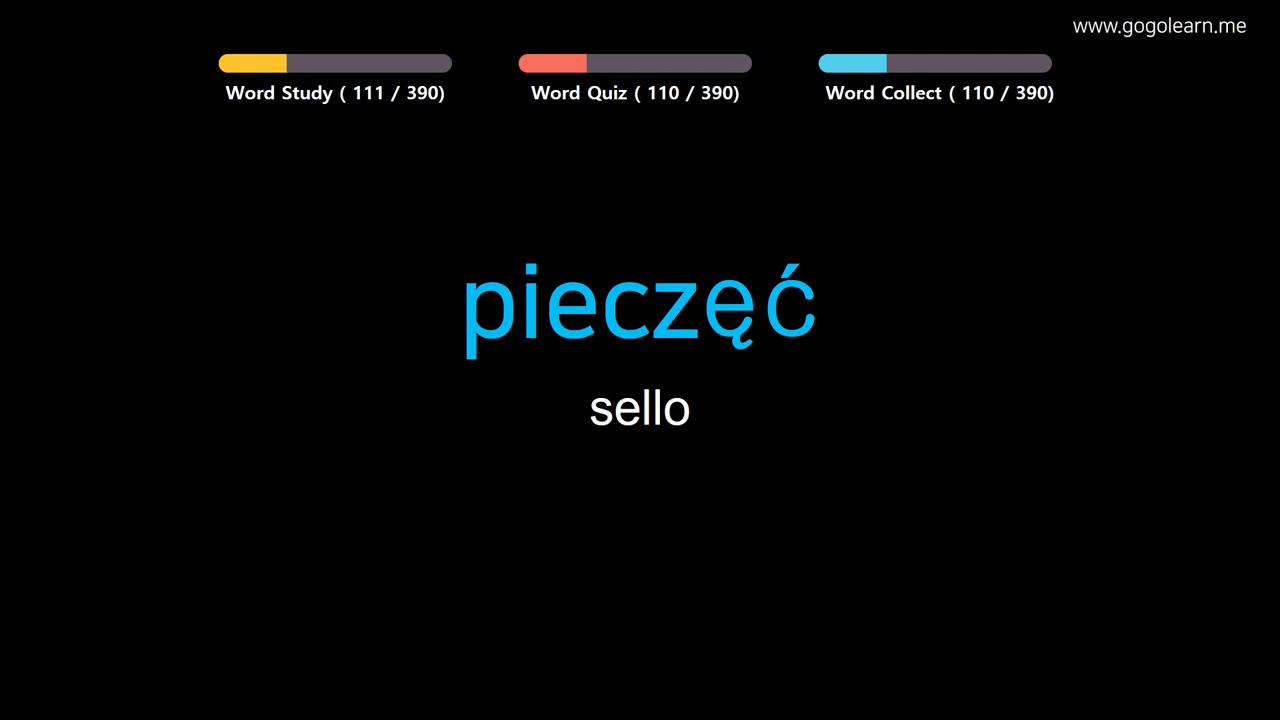 www.gogolearn.me
Word Study ( 111 / 390)
Word Quiz ( 110 / 390)
Word Collect ( 110 / 390)
pieczęć
sello